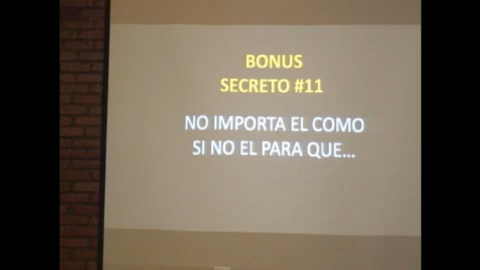 BONUS
SECRETO #11
NO IMPORTA EL COMO
SI NO EL PARA QUE...